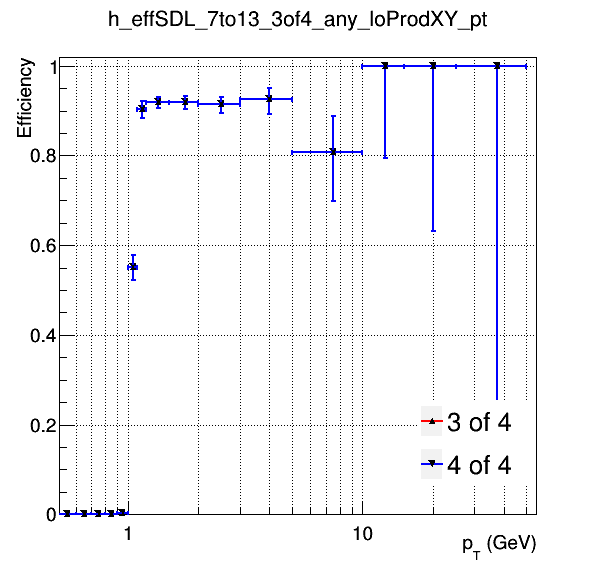 h_effSDL_7to13_3of4_any_loProdXY_pt
Efficiency
1
0.8
0.6
0.4
0.2
0
3 of 4
4 of 4
1
10
p_T (GeV)